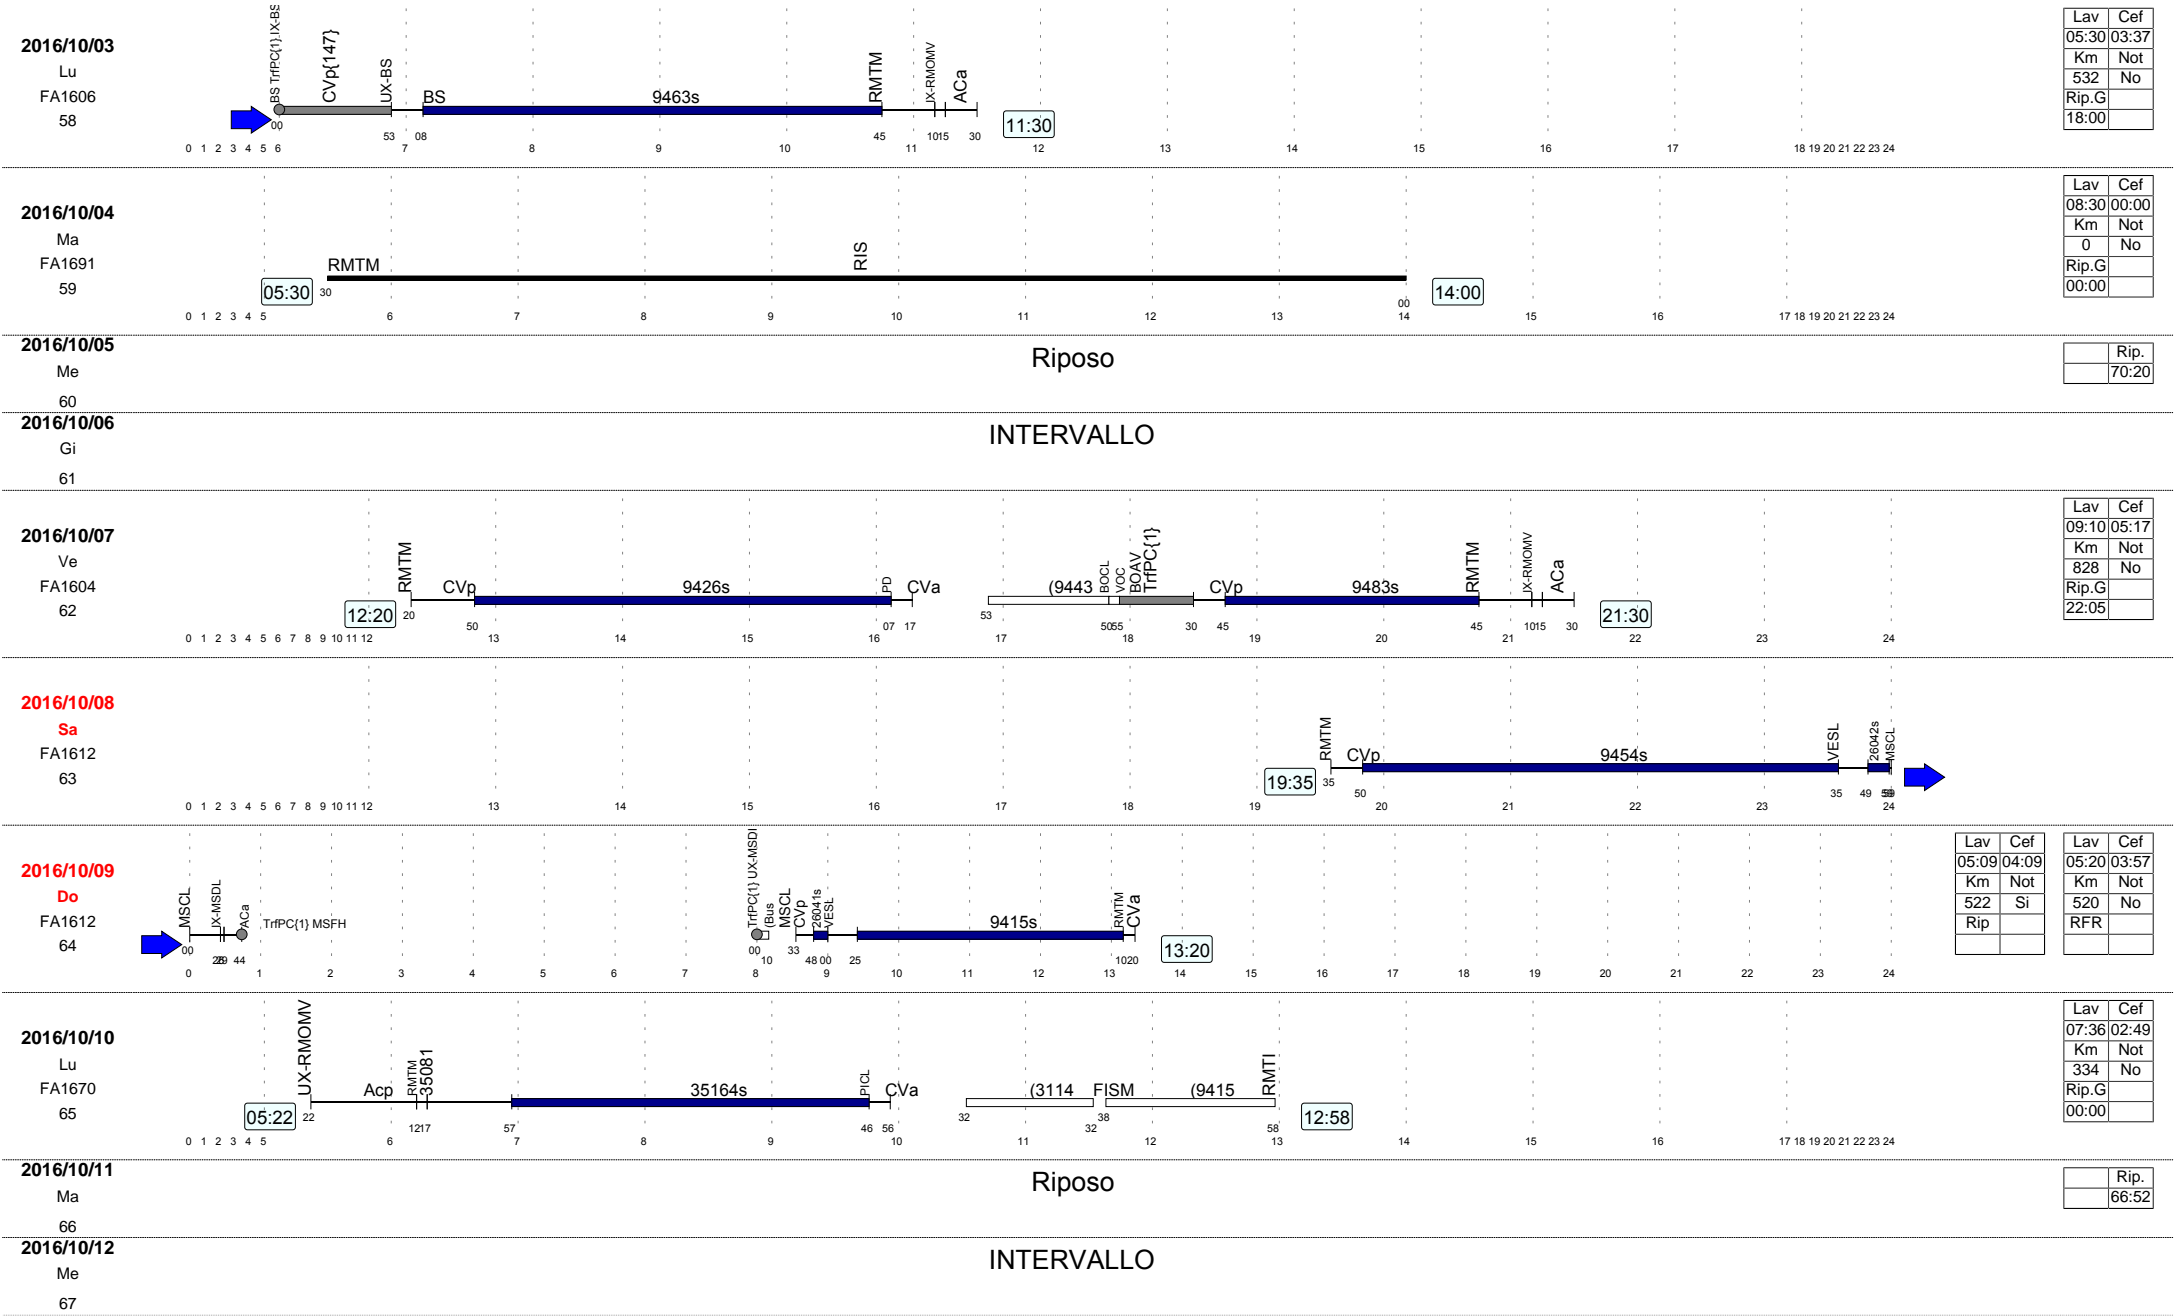 2016/10/03
Lu
FA1606
58
BS TrfPC{1} IX-BS
CVp{147}
UX-BS
BS
9463s
RMTM
IX-RMOMV
ACa
00
53 08 45 10 15 30
11:30
0 1 2 3 4 5 6 7 8 9 10 11 12 13 14 15 16 17 18 19 20 21 22 23 24
Lav Cef
05:30 03:37
Km Not
532 No
Rip.G
18:00
2016/10/04
Ma
FA1691
59
05:30
30
RMTM
RIS
00
14:00
0 1 2 3 4 5 6 7 8 9 10 11 12 13 14 15 16 17 18 19 20 21 22 23 24
Lav Cef
08:30 00:00
Km Not
0 No
Rip.G
00:00
2016/10/05
Me
60
Riposo
Rip.
70:20
2016/10/06
Gi
61
INTERVALLO
2016/10/07
Ve
FA1604
62
12:20
RMTM
CVp
9426s
PD
CVa
(9443
BOCL
VOC
BOAV
TrfPC{1}
CVp
9483s
RMTM
IX-RMOMV
ACa
20 50 07 17 53 50 55 30 45 45 10 15 30
21:30
0 1 2 3 4 5 6 7 8 9 10 11 12 13 14 15 16 17 18 19 20 21 22 23 24
Lav Cef
09:10 05:17
Km Not
828 No
Rip.G
22:05
2016/10/08
Sa
FA1612
63
19:35
RMTM
CVp
9454s
VESL
26042s
MSCL
35 50 35 49 59
0 1 2 3 4 5 6 7 8 9 10 11 12 13 14 15 16 17 18 19 20 21 22 23 24
2016/10/09
Do
FA1612
64
MSCL
IX-MSDL
ACa
TrfPC{1} MSFH
TrfPC{1} UX-MSDL
(Bus
MSCL
CVp
26041s
VESL
9415s
RMTM
CVa
00 29 44 00 10 33 48 00 25 10 20
13:20
0 1 2 3 4 5 6 7 8 9 10 11 12 13 14 15 16 17 18 19 20 21 22 23 24
Lav Cef
05:09 04:09
Km Not
522 Si
Rip
Lav Cef
05:20 03:57
Km Not
520 No
RFR
2016/10/10
Lu
FA1670
65
05:22
UX-RMOMV
Acp
RMTM
35081
35164s
PICL
CVa
(3114
FISM
(9415
RMTI
22 12 17 57 46 56 32 32 38 58
12:58
0 1 2 3 4 5 6 7 8 9 10 11 12 13 14 15 16 17 18 19 20 21 22 23 24
Lav Cef
07:36 02:49
Km Not
334 No
Rip.G
00:00
2016/10/11
Ma
66
Riposo
Rip.
66:52
2016/10/12
Me
67
INTERVALLO